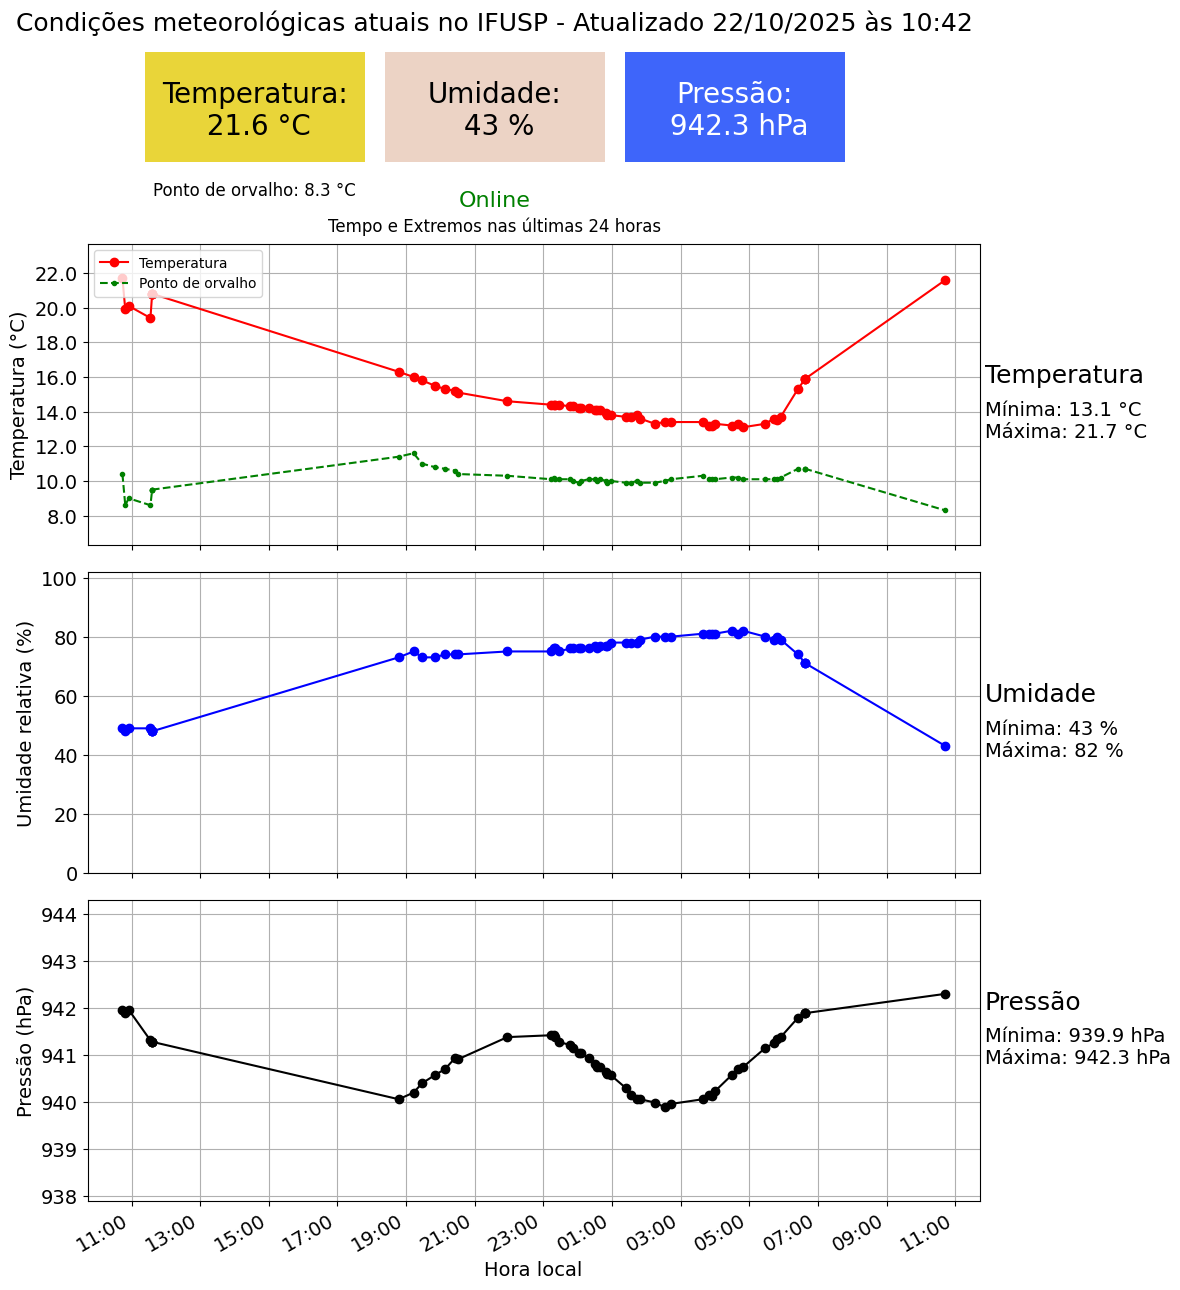 Condições meteorológicas atuais no IFUSP - Atualizado 22/10/2025 às 10:42
Temperatura:
21.6 °C
Umidade:
43 %
Pressão:
942.3 hPa
Ponto de orvalho: 8.3 °C
Online
Tempo e Extremos nas últimas 24 horas
Temperatura
Ponto de orvalho
Temperatura (°C)
22.0
20.0
18.0
16.0
14.0
12.0
10.0
8.0
Temperatura
Mínima: 13.1 °C
Máxima: 21.7 °C
Umidade relativa (%)
100
80
60
40
20
0
Umidade
Mínima: 43 %
Máxima: 82 %
Pressão (hPa)
944
943
942
941
940
939
938
Pressão
Mínima: 939.9 hPa
Máxima: 942.3 hPa
11:00 13:00 15:00 17:00 19:00 21:00 23:00 01:00 03:00 05:00 07:00 09:00 11:00
Hora local